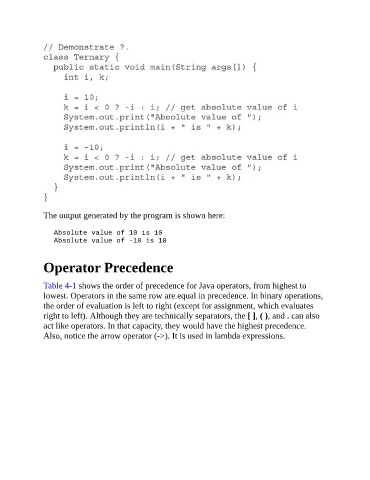 // Demonstrate ?.
class Ternary {
  public static void main(String args[]) {
    int i, k;

    i = 10;
    k = i < 0 ? -i : i; // get absolute value of i
    System.out.print("Absolute value of ");
    System.out.println(i + " is " + k);

    i = -10;
    k = i < 0 ? -i : i; // get absolute value of i
    System.out.print("Absolute value of ");
    System.out.println(i + " is " + k);
  }
}
The output generated by the program is shown here:
Absolute value of 10 is 10
Absolute value of -10 is 10
Operator Precedence
Table 4-1 shows the order of precedence for Java operators, from highest to
lowest. Operators in the same row are equal in precedence. In binary operations,
the order of evaluation is left to right (except for assignment, which evaluates
right to left). Although they are technically separators, the [ ], ( ), and . can also
act like operators. In that capacity, they would have the highest precedence.
Also, notice the arrow operator (->). It is used in lambda expressions.